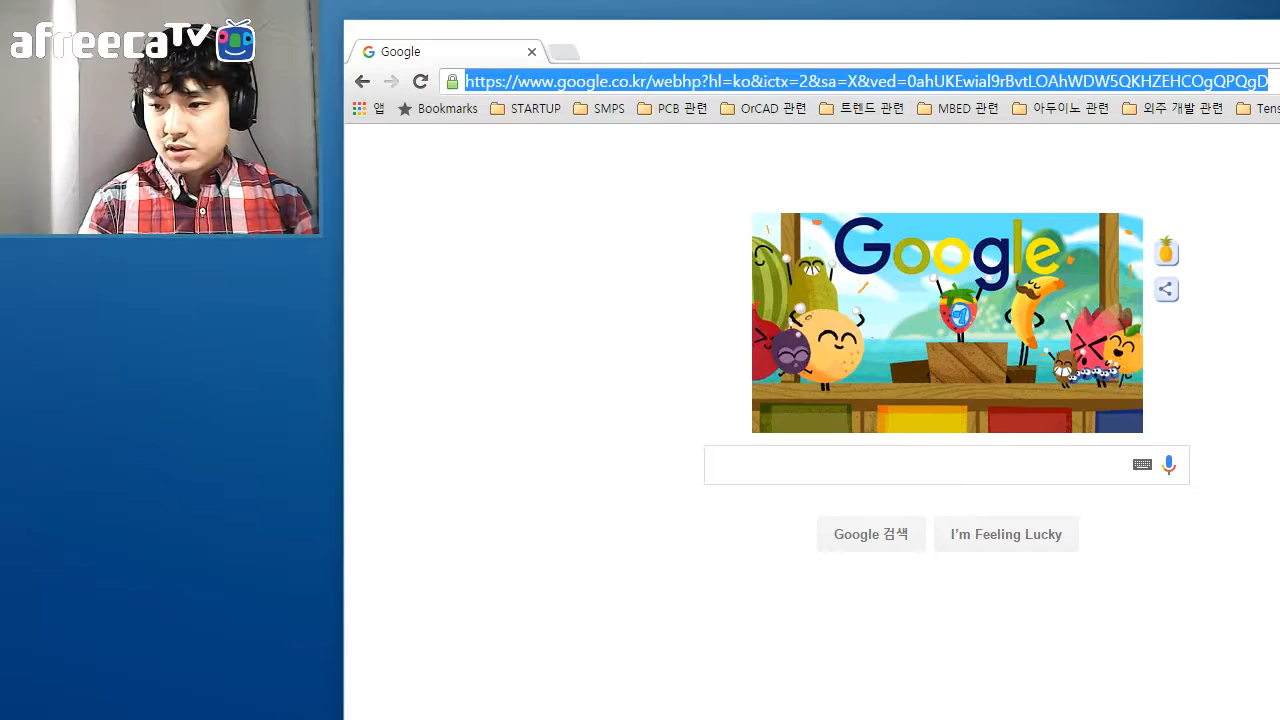 afreecaTV
Google
https://www.google.co.kr/webhp?hl=ko&ictx=2&sa=X&ved=0ahUKEwial9rBvtLOAhWDW5QKHZEHCOgQPQgD
앱 Bookmarks STARTUP SMPS PCB 관련 OrCAD 관련 트렌드 관련 MBED 관련 아두이노 관련 외주 개발 관련 Tens
Google
Google 검색 I'm Feeling Lucky